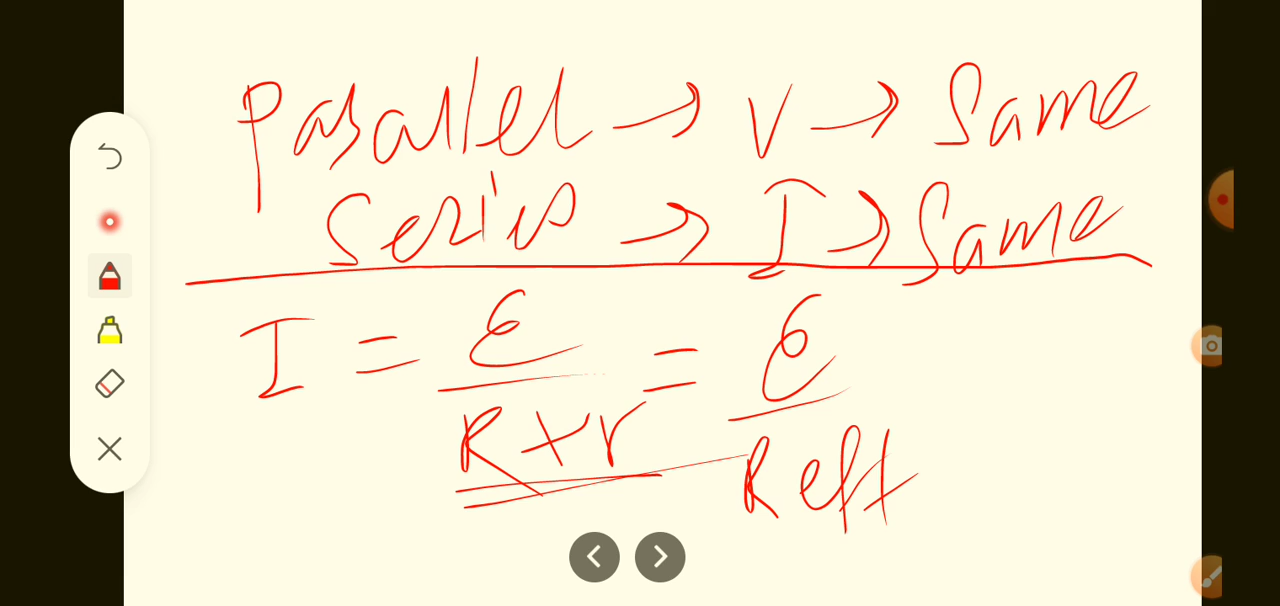 Parallel → V → Same
Series → I → Same
I = ε / R+r = ε / Reff